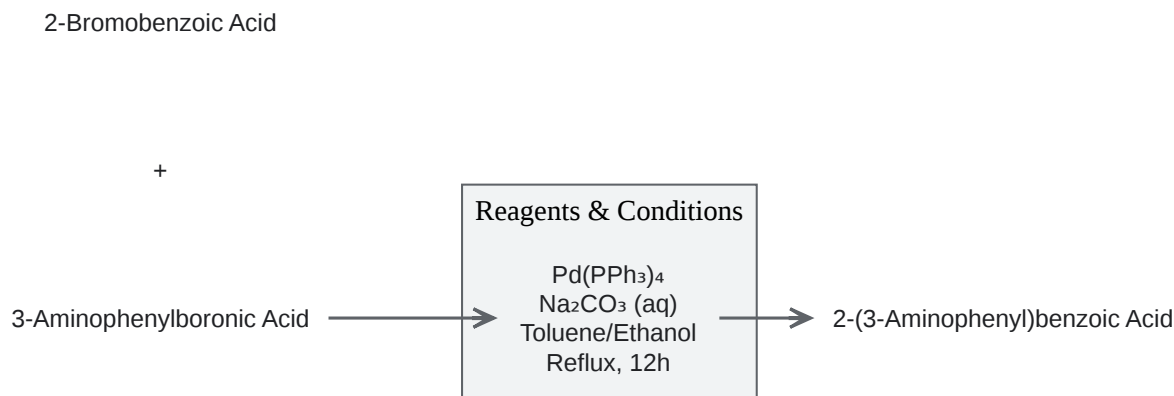 2-Bromobenzoic Acid
+
Reagents & Conditions
Pd(PPh₃)₄
Na₂CO₃ (aq)
3-Aminophenylboronic Acid
Toluene/Ethanol
2-(3-Aminophenyl)benzoic Acid
Reflux, 12h